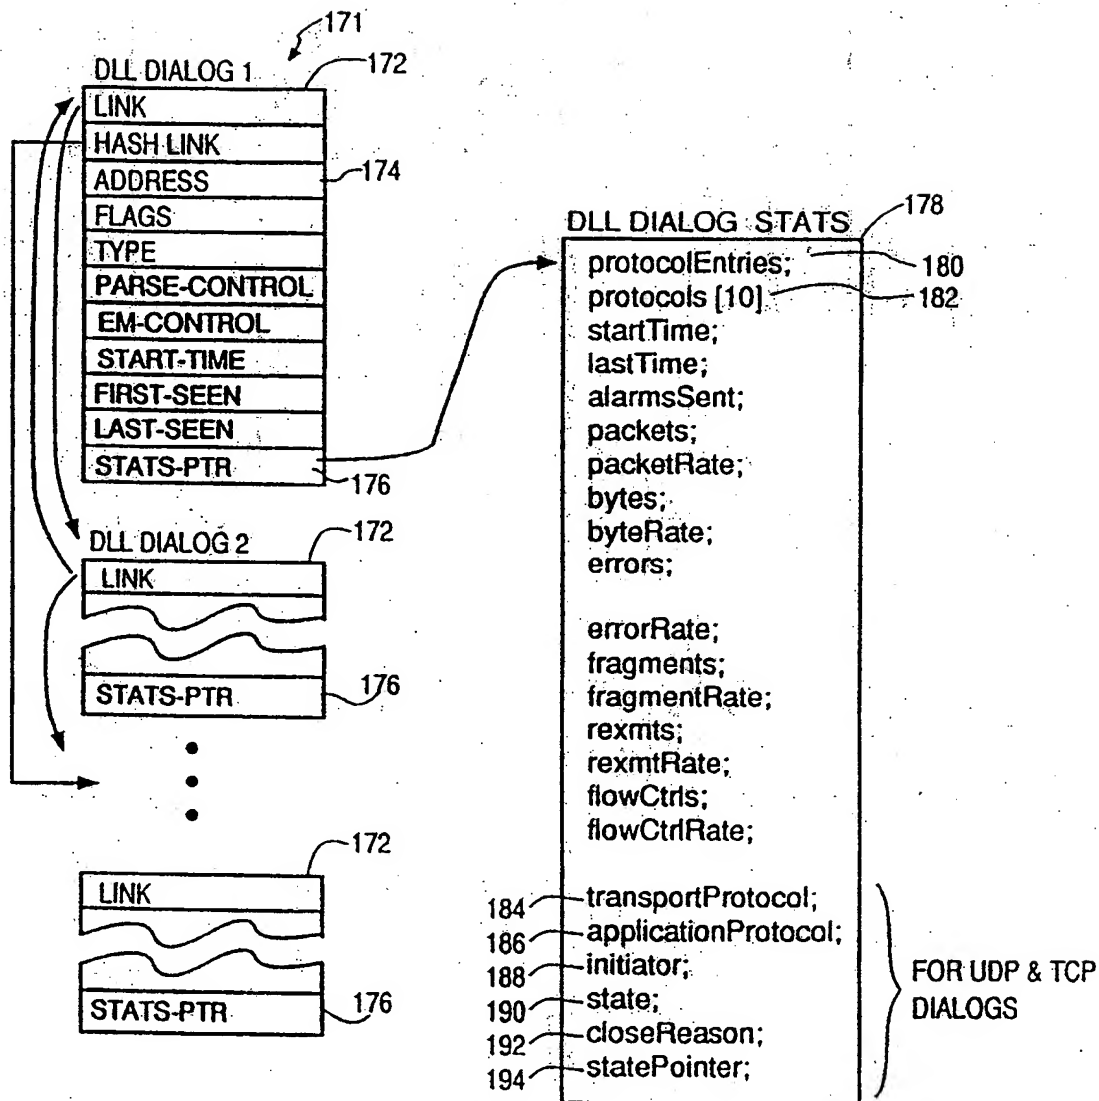 171
DLL DIALOG 1
172
LINK
HASH LINK
ADDRESS
174
FLAGS
TYPE
PARSE-CONTROL
EM-CONTROL
START-TIME
FIRST-SEEN
LAST-SEEN
STATS-PTR
176
DLL DIALOG 2
172
LINK
STATS-PTR
176
172
LINK
STATS-PTR
176
DLL DIALOG STATS
178
protocolEntries;
180
protocols [10]
182
startTime;
lastTime;
alarmsSent;
packets;
packetRate;
bytes;
byteRate;
errors;
errorRate;
fragments;
fragmentRate;
rexmts;
rexmtRate;
flowCtrls;
flowCtrlRate;
184 transportProtocol;
186 applicationProtocol;
188 initiator;
190 state;
192 closeReason;
194 statePointer;
FOR UDP & TCP
DIALOGS